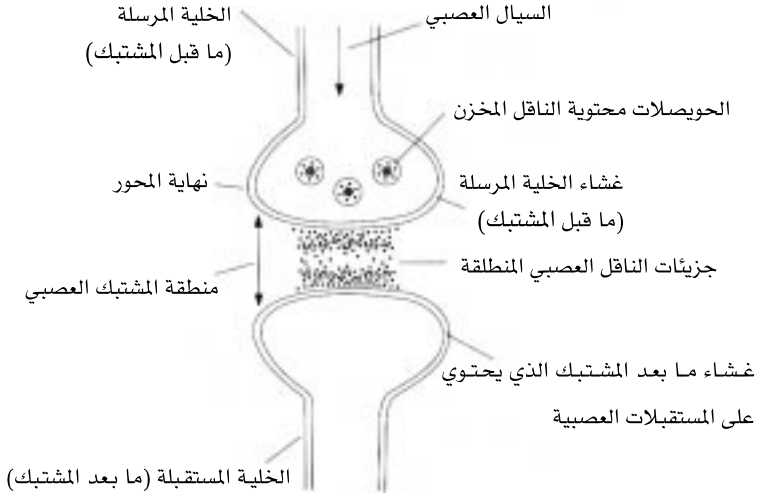 الخلية المرسلة
(ما قبل المشتبك)
السيال العصبي
الحويصلات محتوية الناقل المخزن
نهاية المحور
غشاء الخلية المرسلة
(ما قبل المشتبك)
جزيئات الناقل العصبي المنطلقة
منطقة المشتبك العصبي
غشاء ما بعد المشتبك الذي يحتوي
على المستقبلات العصبية
الخلية المستقبلة (ما بعد المشتبك)